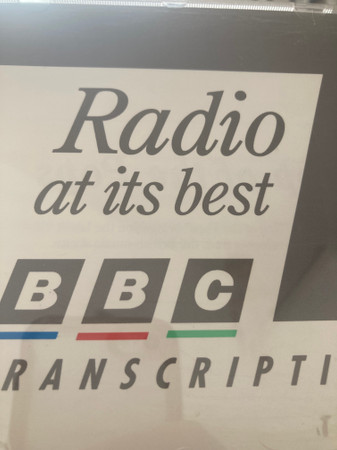 Radio
at its best
BBC
RANSCRIPTI